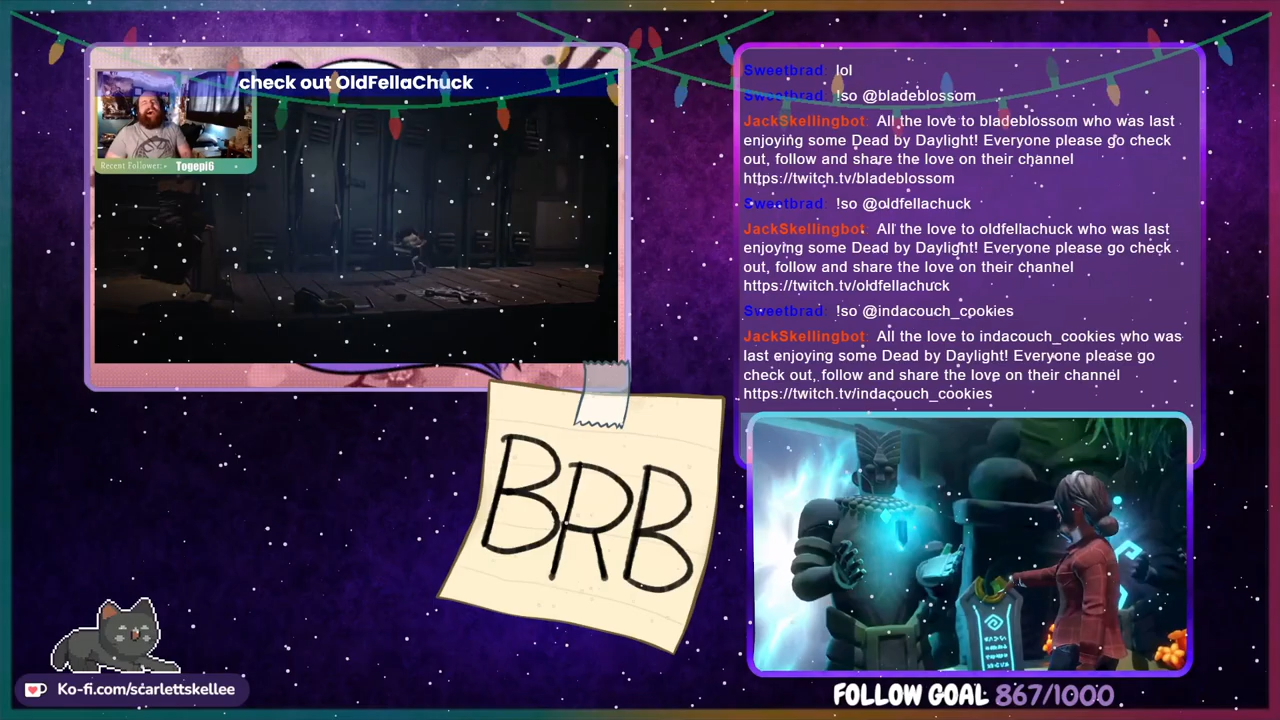 check out OldFellaChuck
Recent Follower: Togepi6
Sweetbrad: lol
Sweetbrad: !so @bladeblossom
JackSkellingbot: All the love to bladeblossom who was last
enjoying some Dead by Daylight! Everyone please go check
out, follow and share the love on their channel
https://twitch.tv/bladeblossom
Sweetbrad: !so @oldfellachuck
JackSkellingbot: All the love to oldfellachuck who was last
enjoying some Dead by Daylight! Everyone please go check
out, follow and share the love on their channel
https://twitch.tv/oldfellachuck
Sweetbrad: !so @indacouch_cookies
JackSkellingbot: All the love to indacouch_cookies who was
last enjoying some Dead by Daylight! Everyone please go
check out, follow and share the love on their channel
https://twitch.tv/indacouch_cookies
BRB
Ko-fi.com/scarlettskellee
FOLLOW GOAL 867/1000